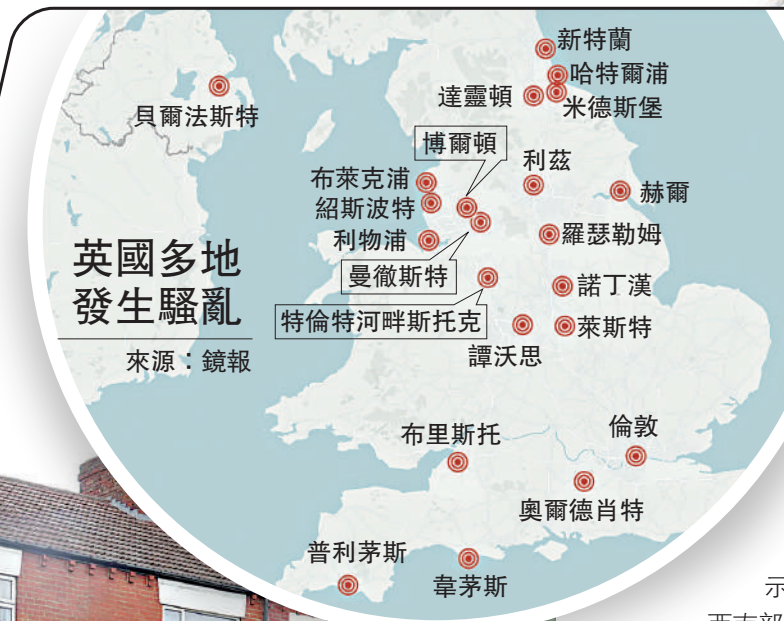 新特蘭
哈特爾浦
達靈頓
米德斯堡
貝爾法斯特
博爾頓
利茲
布萊克浦
赫爾
紹斯波特
利物浦
羅瑟勒姆
曼徹斯特
英國多地
發生騷亂
來源：鏡報
諾丁漢
特倫特河畔斯托克
譚沃思
萊斯特
布里斯托
倫敦
奧爾德肖特
普利茅斯
韋茅斯
示